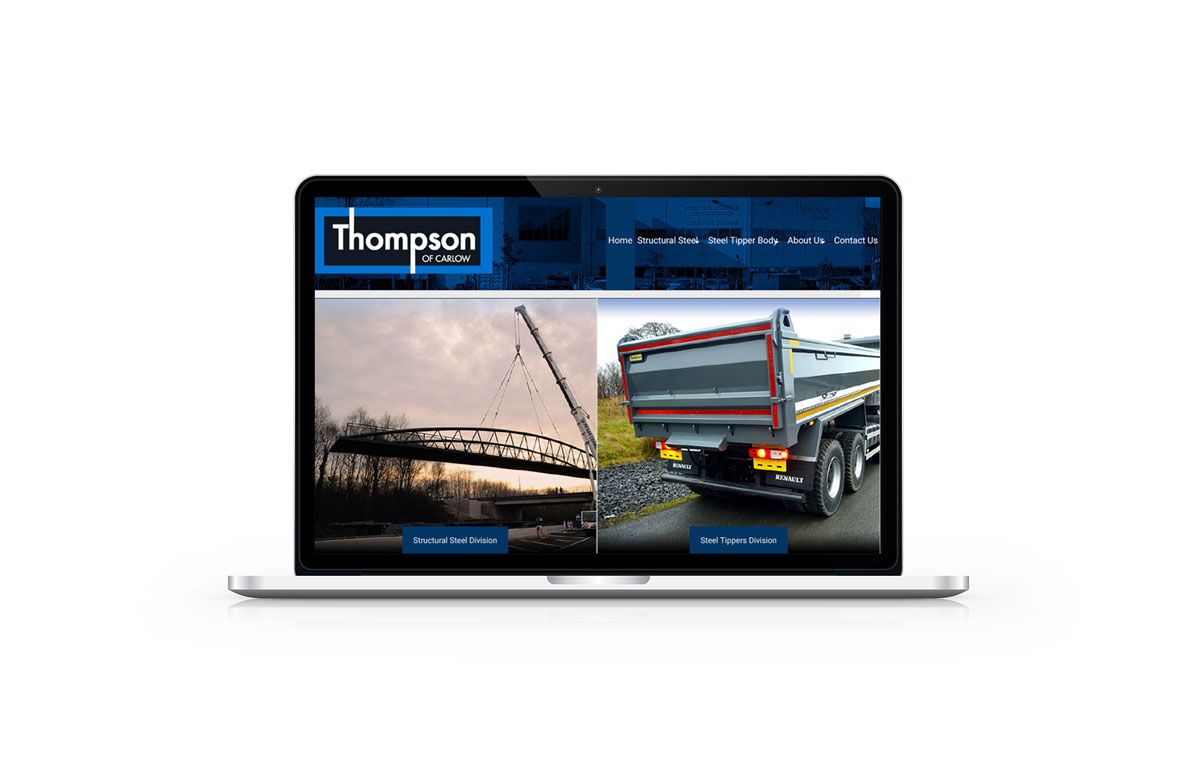 Thompson
OF CARLOW
Home Structural Steel Steel Tipper Body About Us Contact Us
RENAULT
RENAULT
Structural Steel Division
Steel Tippers Division